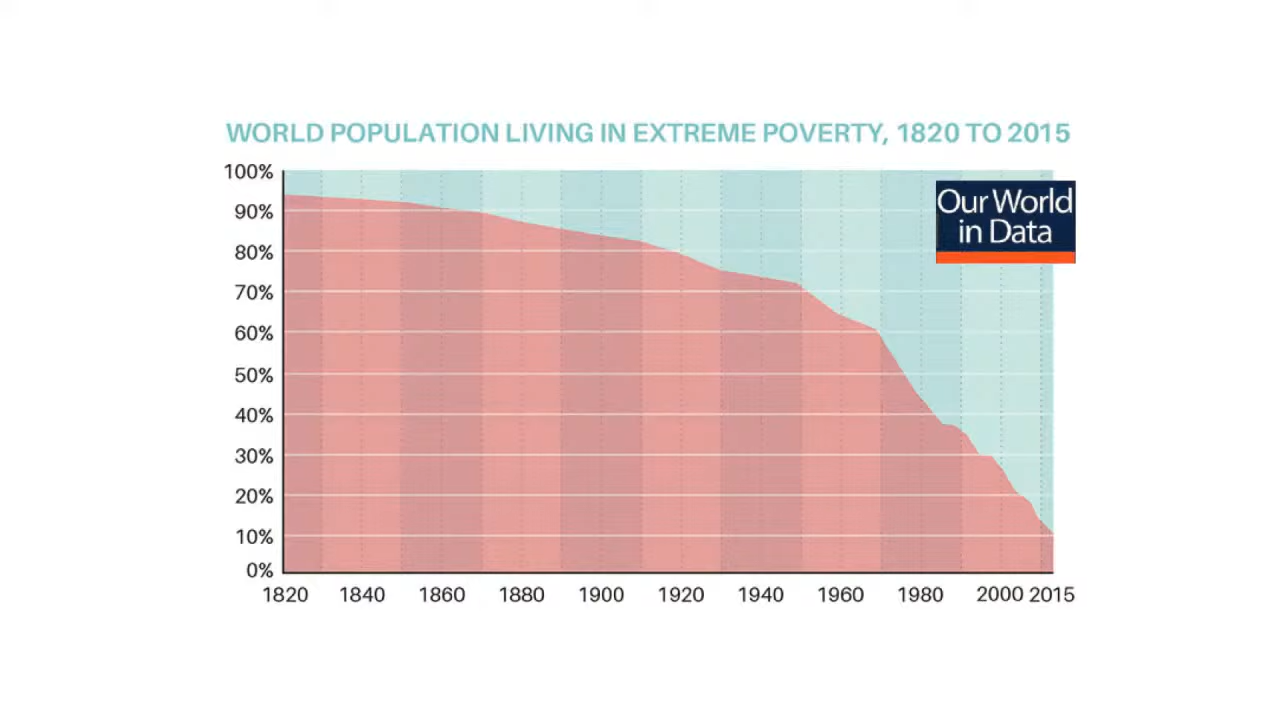 WORLD POPULATION LIVING IN EXTREME POVERTY, 1820 TO 2015
100%
Our World
in Data
90%
80%
70%
60%
50%
40%
30%
20%
10%
0%
1820 1840 1860 1880 1900 1920 1940 1960 1980 2000 2015